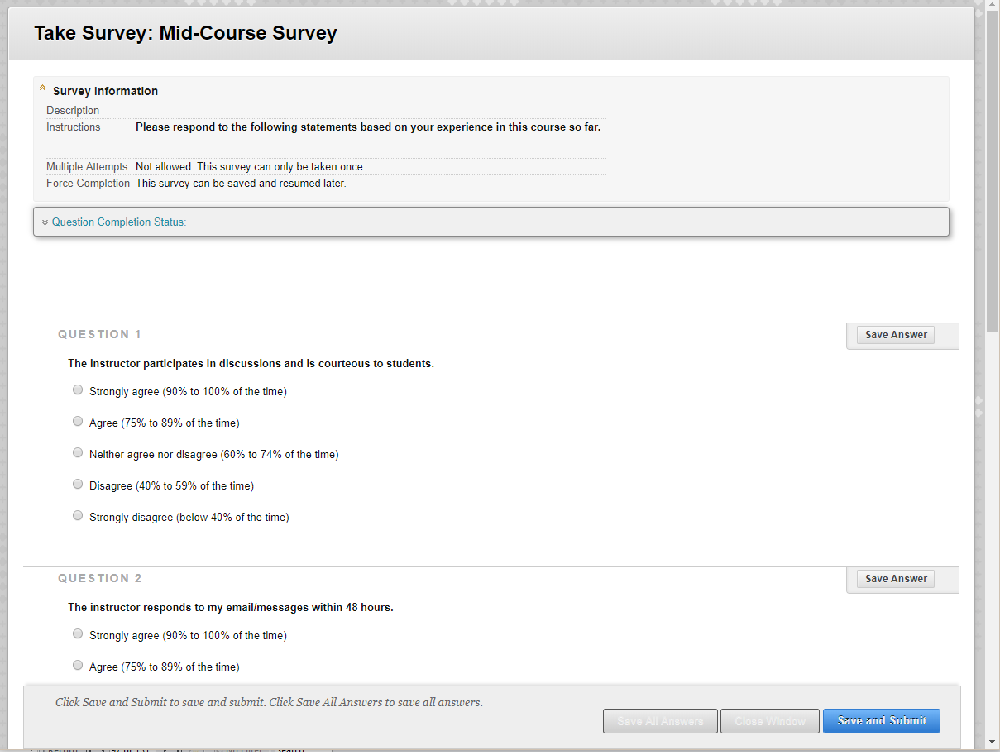 Take Survey: Mid-Course Survey
Survey Information
Description
Instructions Please respond to the following statements based on your experience in this course so far.
Multiple Attempts Not allowed. This survey can only be taken once.
Force Completion This survey can be saved and resumed later.
Question Completion Status:
QUESTION 1 Save Answer
The instructor participates in discussions and is courteous to students.
Strongly agree (90% to 100% of the time)
Agree (75% to 89% of the time)
Neither agree nor disagree (60% to 74% of the time)
Disagree (40% to 59% of the time)
Strongly disagree (below 40% of the time)
QUESTION 2 Save Answer
The instructor responds to my email/messages within 48 hours.
Strongly agree (90% to 100% of the time)
Agree (75% to 89% of the time)
Click Save and Submit to save and submit. Click Save All Answers to save all answers.
Save All Answers Close Window Save and Submit